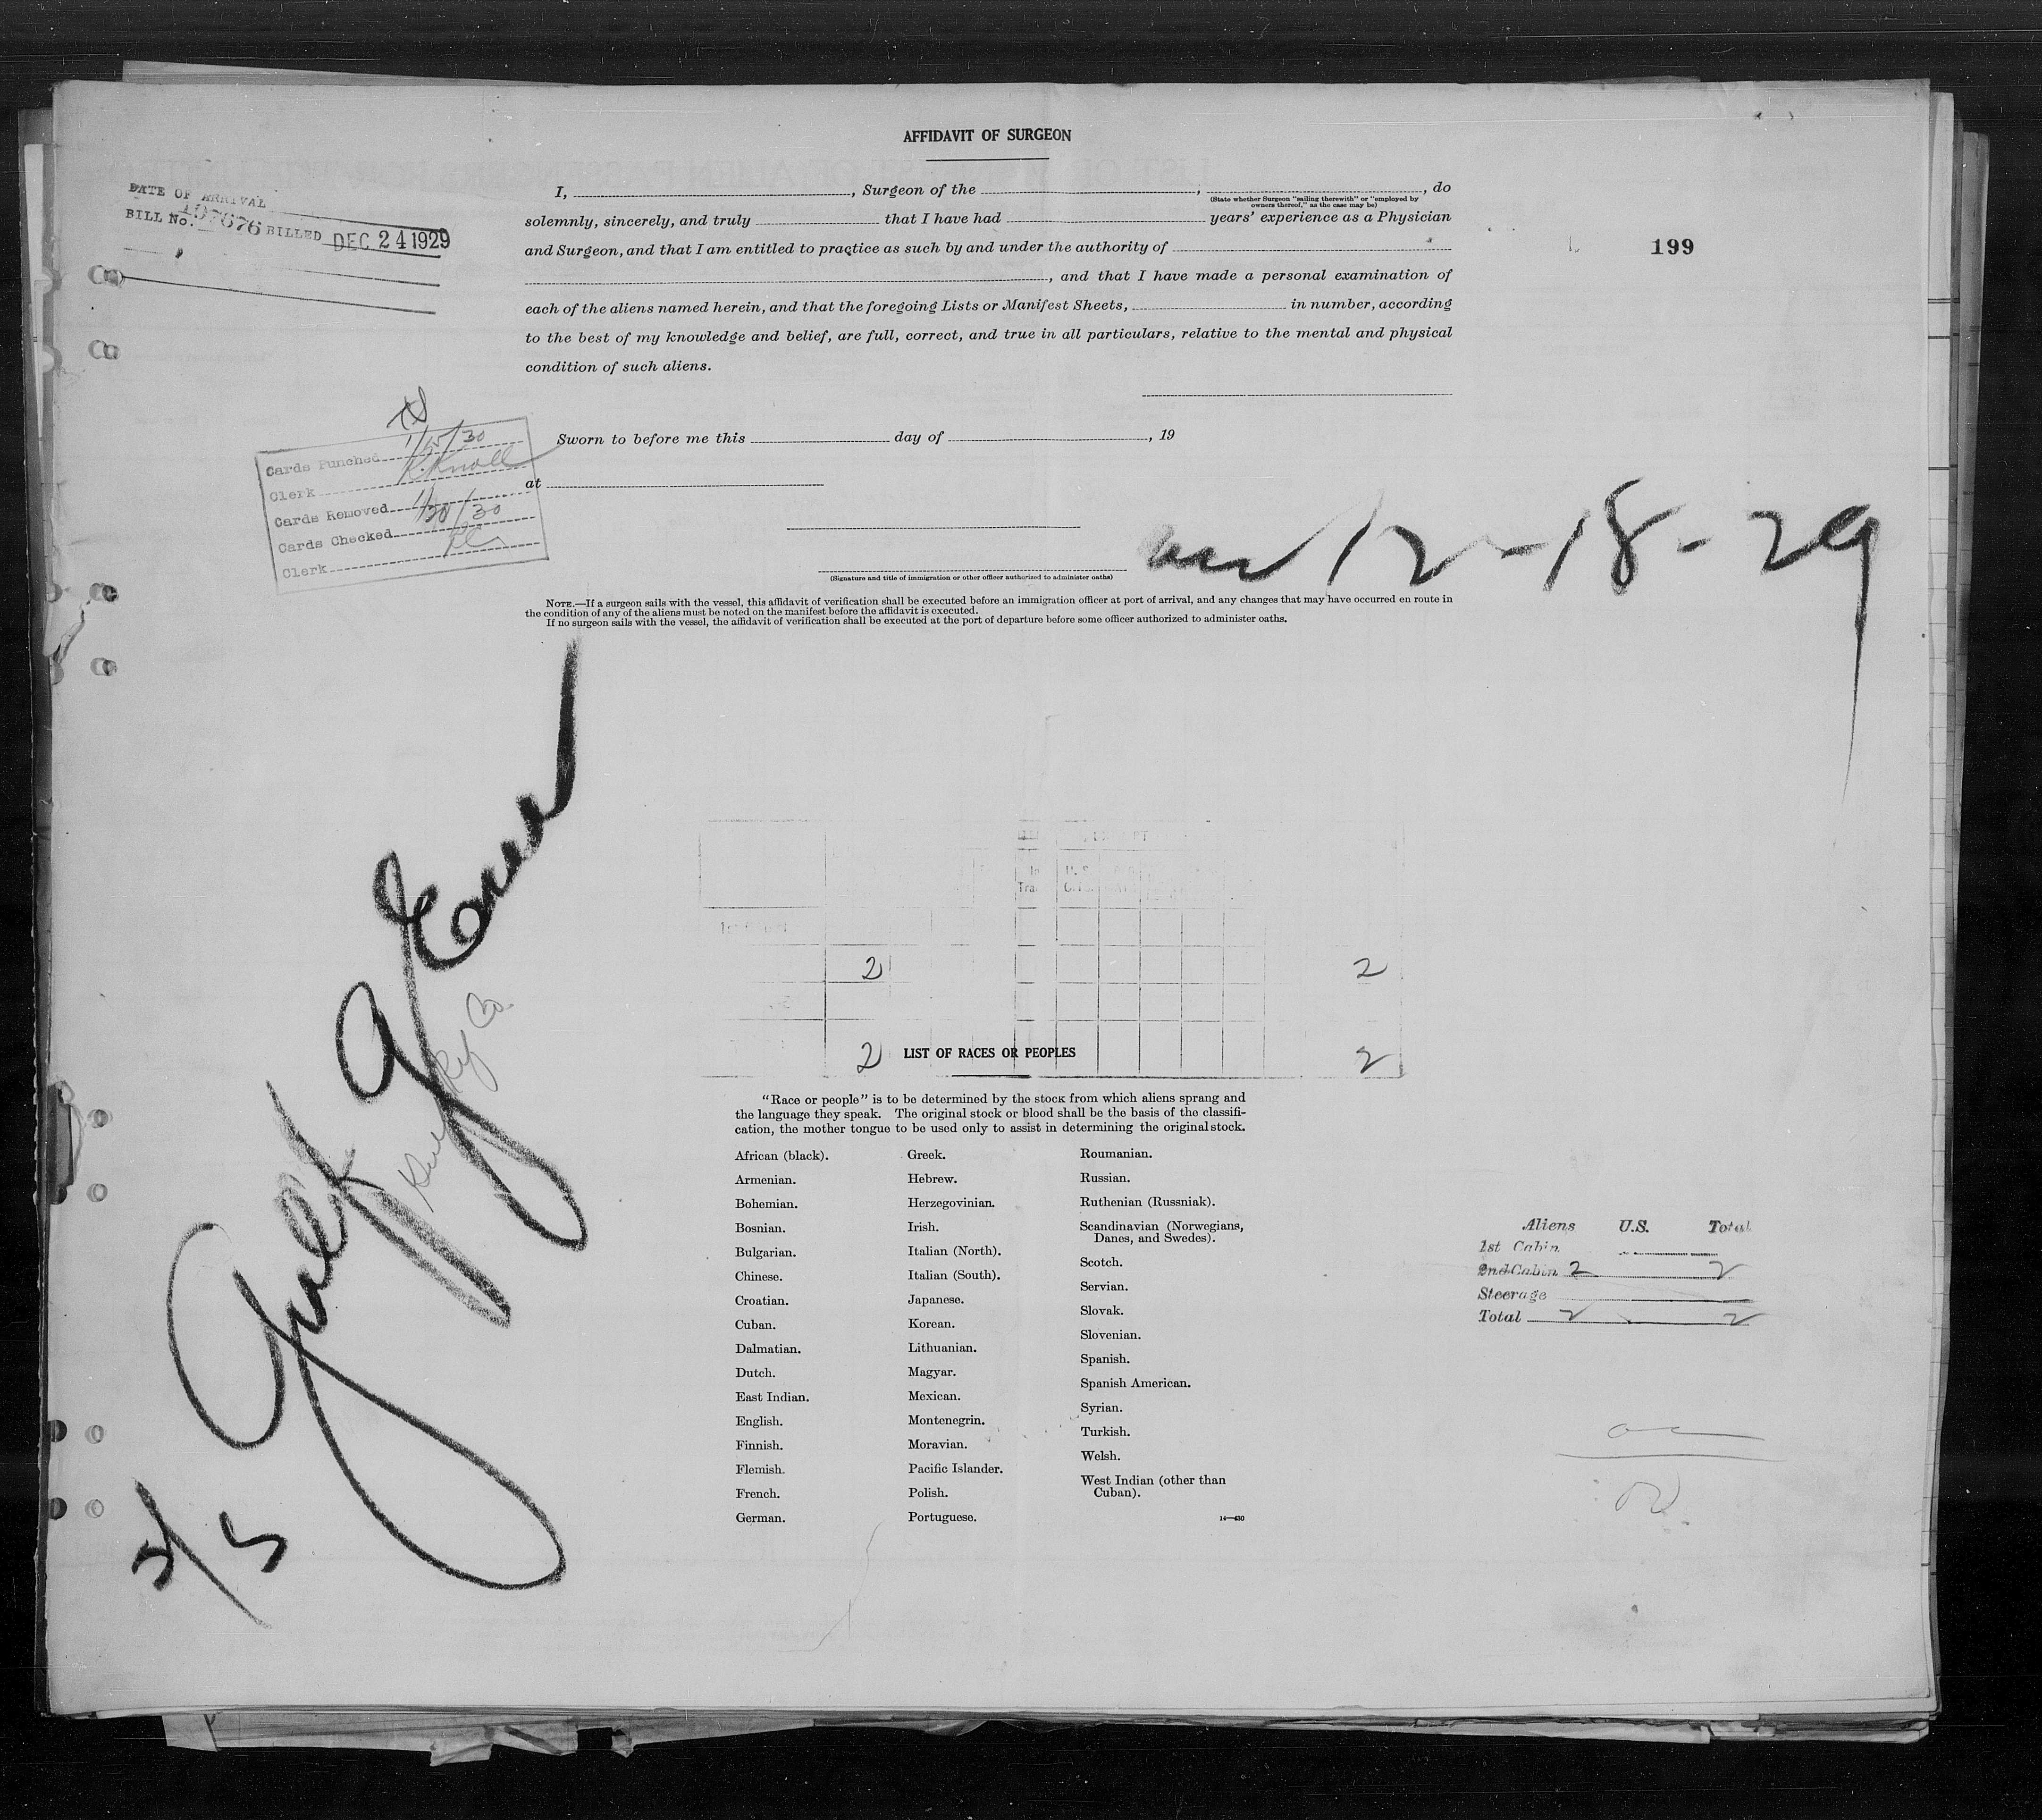 AFFIDAVIT OF SURGEON
DATE OF ARRIVAL
BILL No. 197676 BILLED DEC 24 1929
199
I, , Surgeon of the , , do
(State whether Surgeon "sailing therewith" or "employed by
owners thereof," as the case may be)
solemnly, sincerely, and truly that I have had years' experience as a Physician
and Surgeon, and that I am entitled to practice as such by and under the authority of
, and that I have made a personal examination of
each of the aliens named herein, and that the foregoing Lists or Manifest Sheets, in number, according
to the best of my knowledge and belief, are full, correct, and true in all particulars, relative to the mental and physical
condition of such aliens.
Sworn to before me this day of , 19
at
Cards Punched 1/15/30
Clerk K. Knoll
Cards Removed
Cards Checked 1/30/30
Clerk
12-18-29
(Signature and title of immigration or other officer authorized to administer oaths)
NOTE.—If a surgeon sails with the vessel, this affidavit of verification shall be executed before an immigration officer at port of arrival, and any changes that may have occurred en route in
the condition of any of the aliens must be noted on the manifest before the affidavit is executed.
If no surgeon sails with the vessel, the affidavit of verification shall be executed at the port of departure before some officer authorized to administer oaths.
S/S
Gulf of
Co.
2 2
2 2
LIST OF RACES OR PEOPLES
"Race or people" is to be determined by the stock from which aliens sprang and
the language they speak. The original stock or blood shall be the basis of the classifi-
cation, the mother tongue to be used only to assist in determining the original stock.
African (black).
Armenian.
Bohemian.
Bosnian.
Bulgarian.
Chinese.
Croatian.
Cuban.
Dalmatian.
Dutch.
East Indian.
English.
Finnish.
Flemish.
French.
German.
Greek.
Hebrew.
Herzegovinian.
Irish.
Italian (North).
Italian (South).
Japanese.
Korean.
Lithuanian.
Magyar.
Mexican.
Montenegrin.
Moravian.
Pacific Islander.
Polish.
Portuguese.
Roumanian.
Russian.
Ruthenian (Russniak).
Scandinavian (Norwegians,
Danes, and Swedes).
Scotch.
Servian.
Slovak.
Slovenian.
Spanish.
Spanish American.
Syrian.
Turkish.
Welsh.
West Indian (other than
Cuban).
14—430
Aliens U.S. Total
1st Cabin
2nd Cabin 2 2
Steerage
Total 2 2